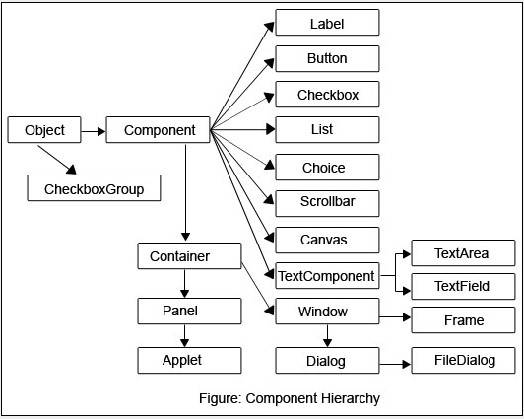 Label
Button
Checkbox
Object
Component
List
CheckboxGroup
Choice
Scrollbar
Canvas
Container
TextComponent
TextArea
TextField
Panel
Window
Frame
Applet
Dialog
FileDialog
Figure: Component Hierarchy